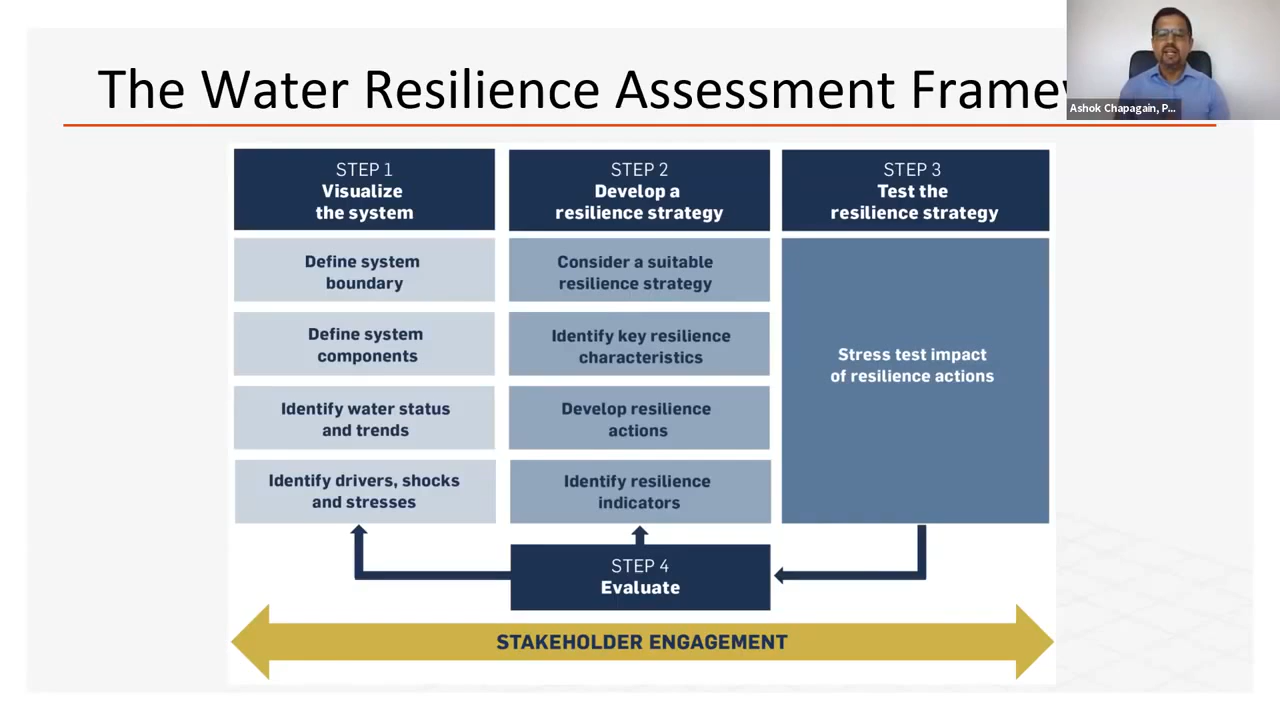 The Water Resilience Assessment Frame
Ashok Chapagain, P...
STEP 1
Visualize
the system
Define system
boundary
Define system
components
Identify water status
and trends
Identify drivers, shocks
and stresses
STEP 2
Develop a
resilience strategy
Consider a suitable
resilience strategy
Identify key resilience
characteristics
Develop resilience
actions
Identify resilience
indicators
STEP 3
Test the
resilience strategy
Stress test impact
of resilience actions
STEP 4
Evaluate
STAKEHOLDER ENGAGEMENT